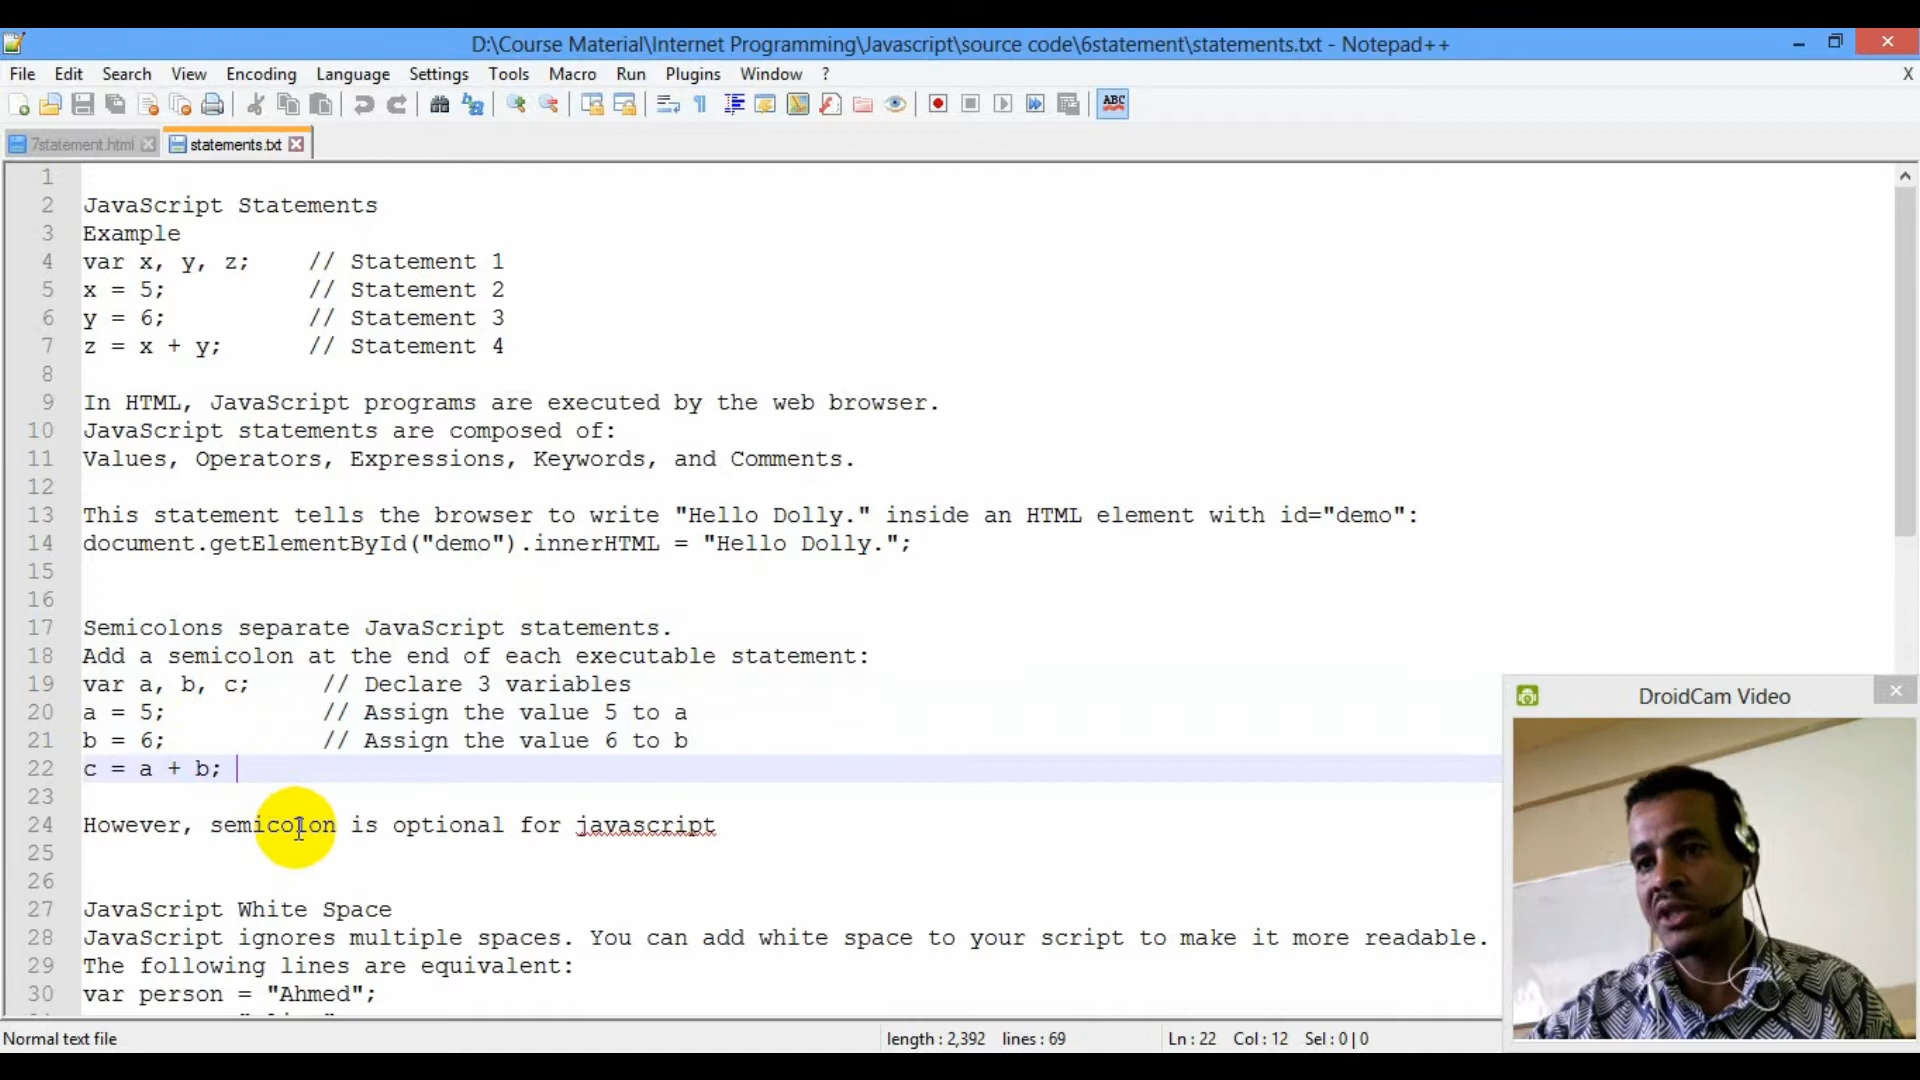 D:\Course Material\Internet Programming\Javascript\source code\6statement\statements.txt - Notepad++
File Edit Search View Encoding Language Settings Tools Macro Run Plugins Window ? X
ABC
7statement.html statements.txt
1
2 JavaScript Statements
3 Example
4 var x, y, z; // Statement 1
5 x = 5; // Statement 2
6 y = 6; // Statement 3
7 z = x + y; // Statement 4
8
9 In HTML, JavaScript programs are executed by the web browser.
10 JavaScript statements are composed of:
11 Values, Operators, Expressions, Keywords, and Comments.
12
13 This statement tells the browser to write "Hello Dolly." inside an HTML element with id="demo":
14 document.getElementById("demo").innerHTML = "Hello Dolly.";
15
16
17 Semicolons separate JavaScript statements.
18 Add a semicolon at the end of each executable statement:
19 var a, b, c; // Declare 3 variables
20 a = 5; // Assign the value 5 to a
21 b = 6; // Assign the value 6 to b
22 c = a + b;
23
24 However, semicolon is optional for javascript
25
26
27 JavaScript White Space
28 JavaScript ignores multiple spaces. You can add white space to your script to make it more readable.
29 The following lines are equivalent:
30 var person = "Ahmed";
DroidCam Video
Normal text file length : 2,392 lines : 69 Ln : 22 Col : 12 Sel : 0 | 0